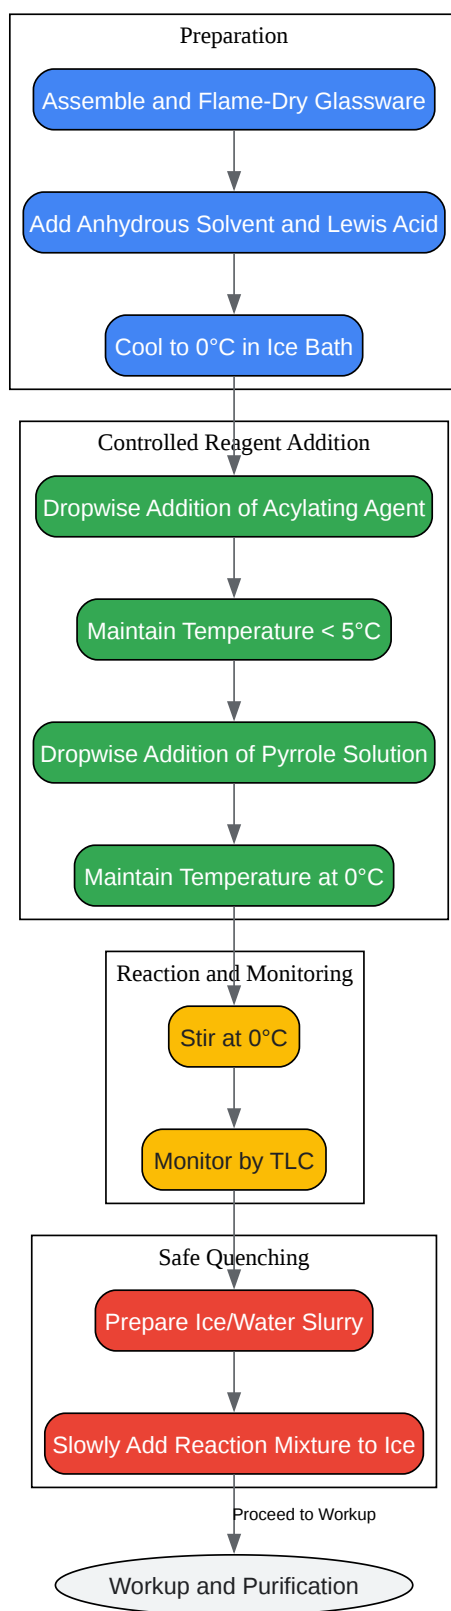 Preparation
Assemble and Flame-Dry Glassware
Add Anhydrous Solvent and Lewis Acid
Cool to 0°C in Ice Bath
Controlled Reagent Addition
Dropwise Addition of Acylating Agent
Maintain Temperature < 5°C
Dropwise Addition of Pyrrole Solution
Maintain Temperature at 0°C
Reaction and Monitoring
Stir at 0°C
Monitor by TLC
Safe Quenching
Prepare Ice/Water Slurry
Slowly Add Reaction Mixture to Ice
Proceed to Workup
Workup and Purification